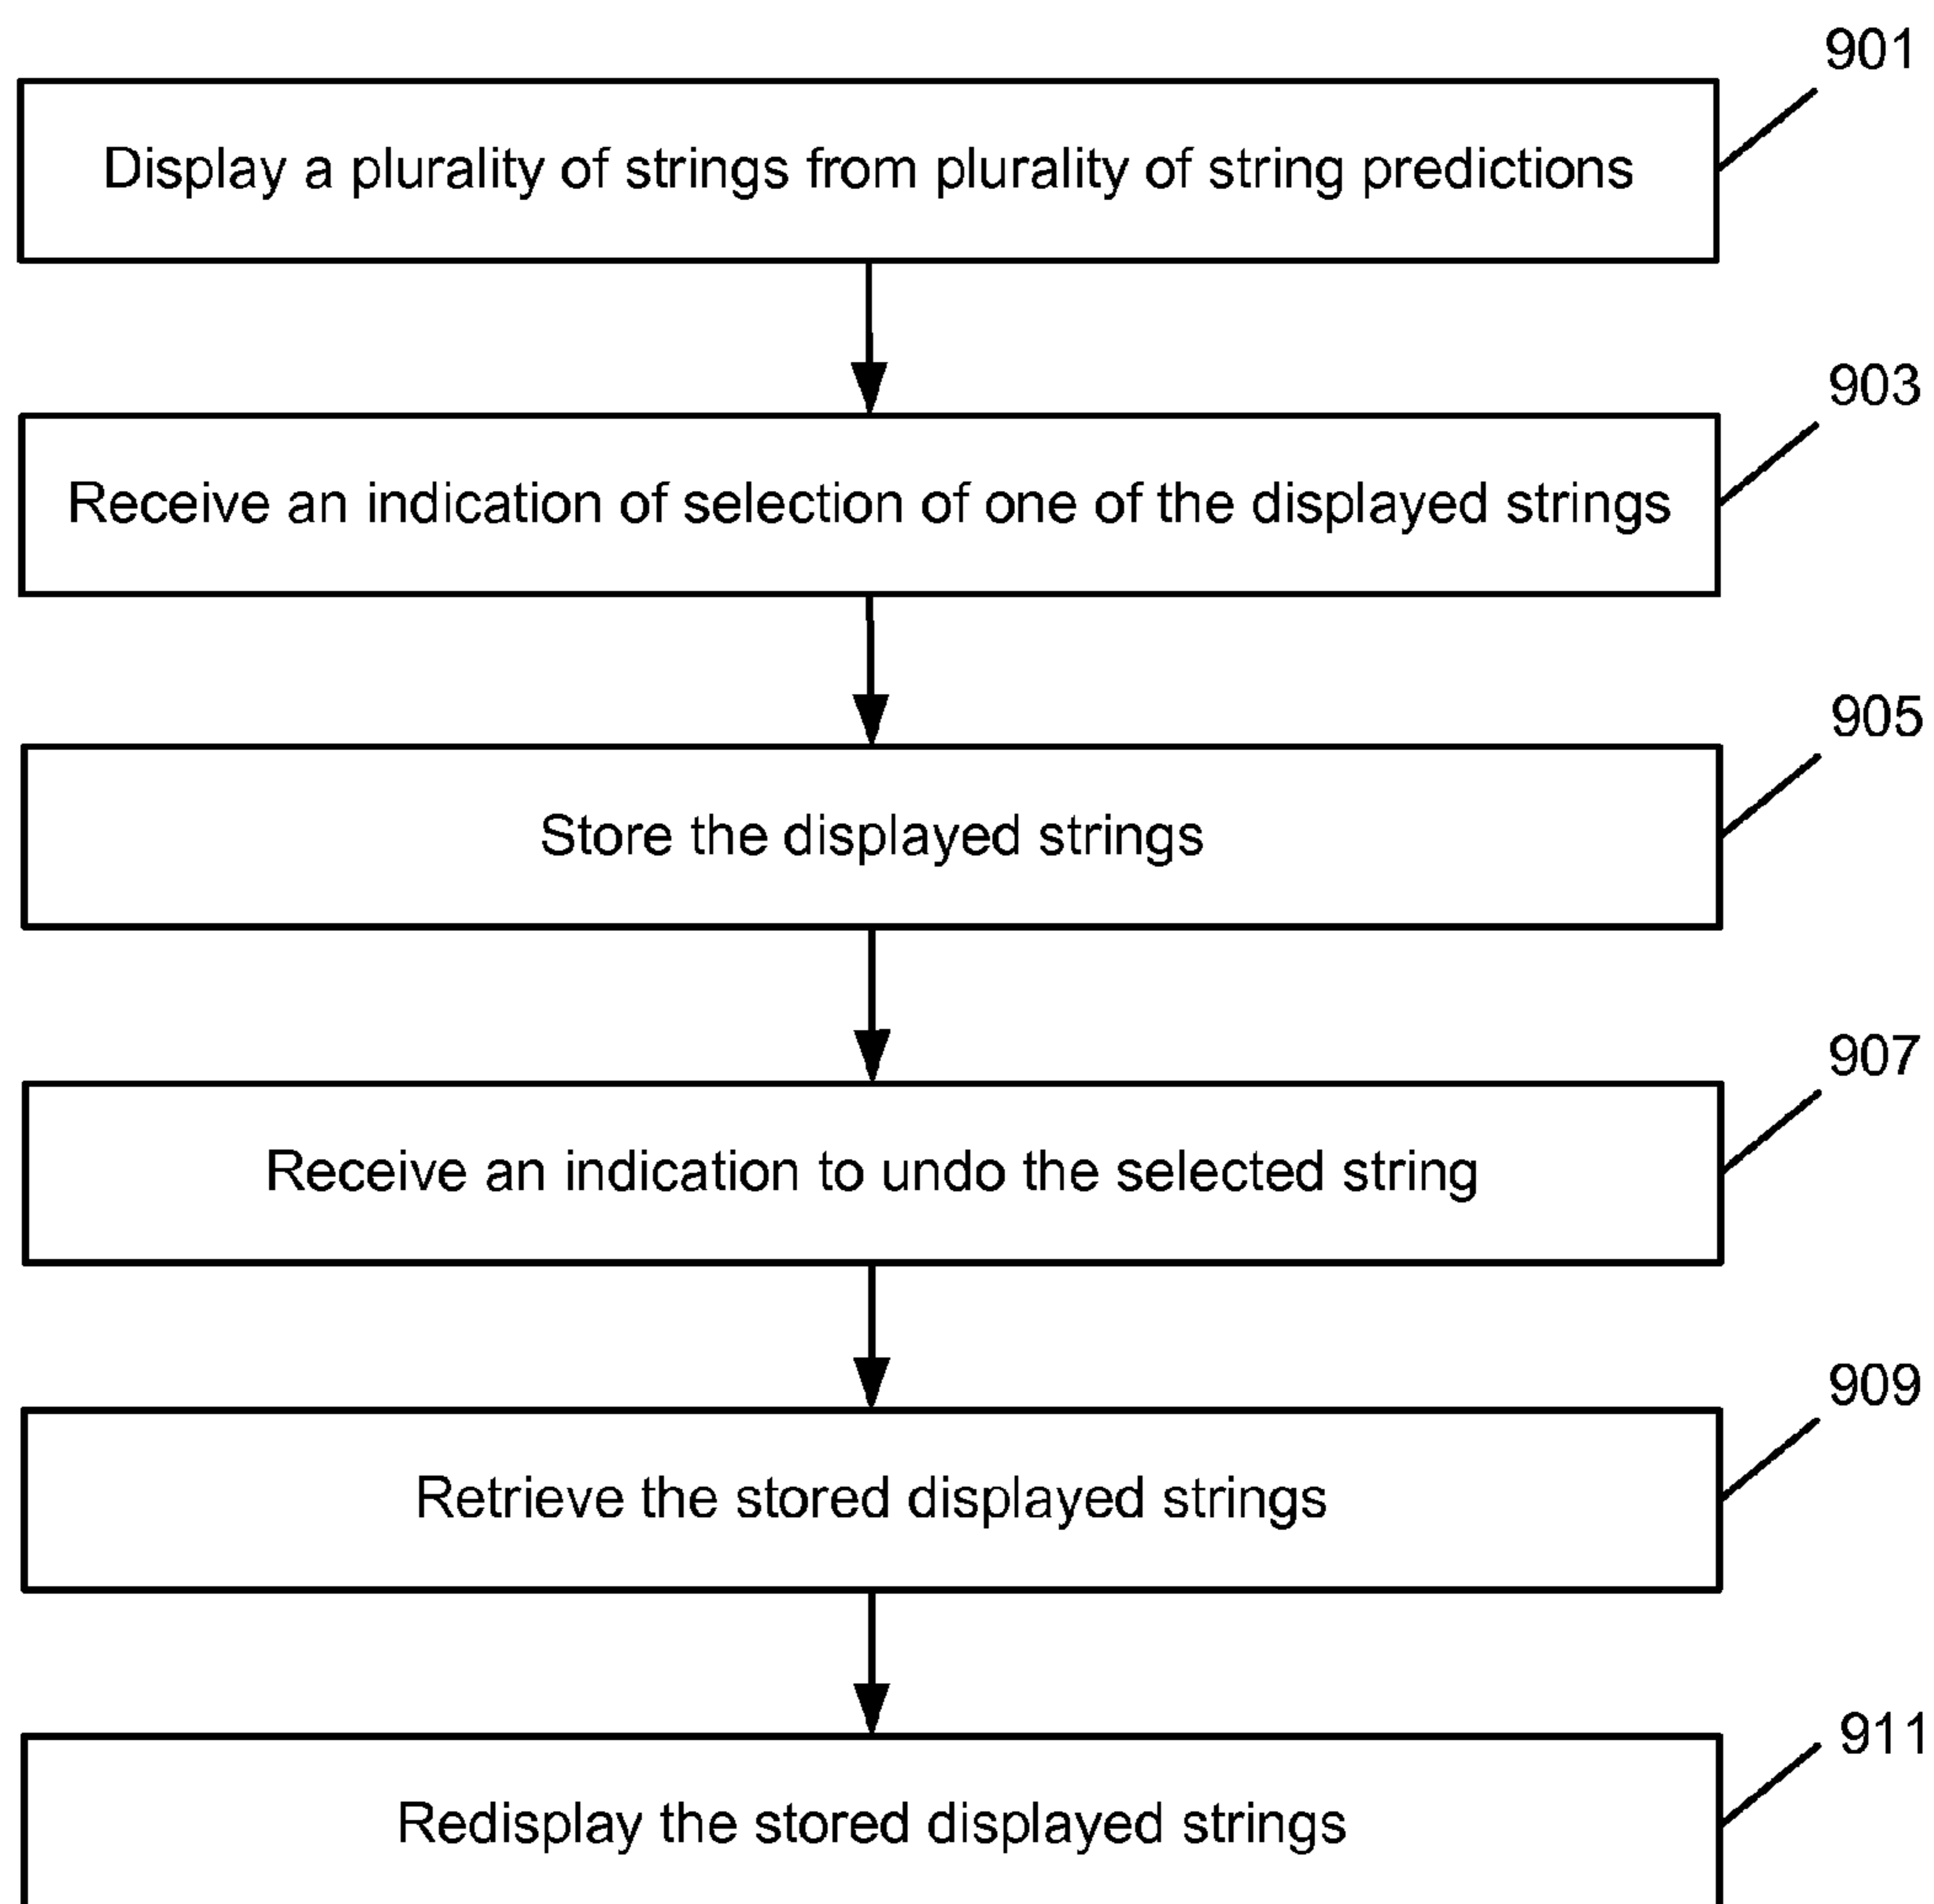 901
Display a plurality of strings from plurality of string predictions
903
Receive an indication of selection of one of the displayed strings
905
Store the displayed strings
907
Receive an indication to undo the selected string
909
Retrieve the stored displayed strings
911
Redisplay the stored displayed strings